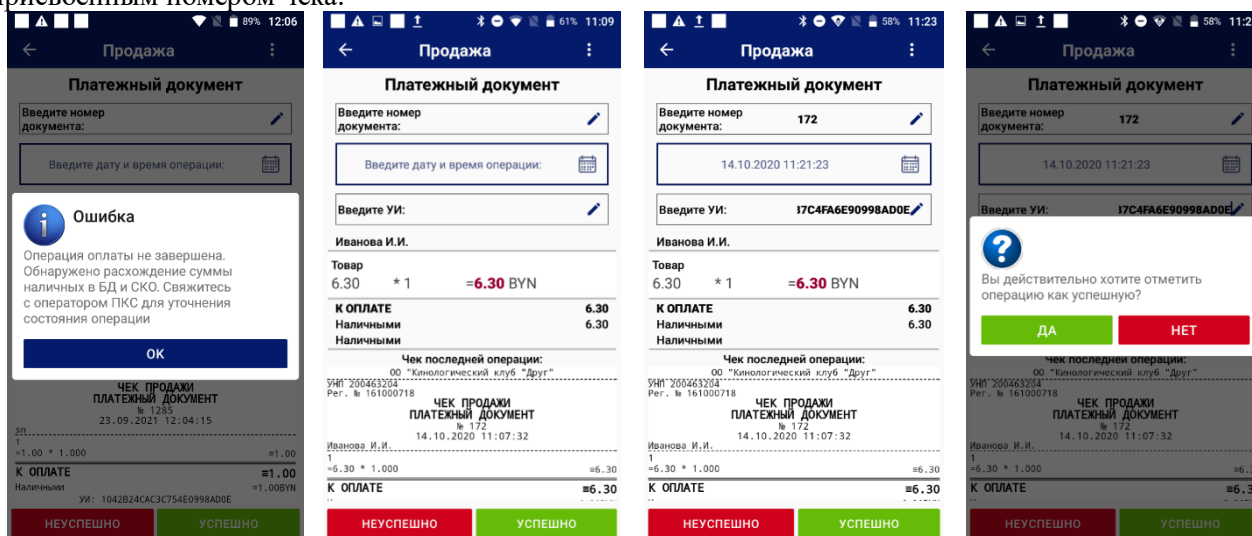 присвоенным номером чека.
89% 12:06
Продажа
Платежный документ
Введите номер
документа:
Введите дату и время операции:
Ошибка
Операция оплаты не завершена.
Обнаружено расхождение суммы
наличных в БД и СКО. Свяжитесь
с оператором ПКС для уточнения
состояния операции
ОК
ЧЕК ПРОДАЖИ
ПЛАТЕЖНЫЙ ДОКУМЕНТ
№ 1285
23.09.2021 12:04:15
sn
1
=1.00 * 1.000 =1.00
К ОПЛАТЕ =1.00
Наличными =1.00BYN
УИ: 1042B24CAC3C754E0998AD0E
НЕУСПЕШНО УСПЕШНО
61% 11:09
Продажа
Платежный документ
Введите номер
документа:
Введите дату и время операции:
Введите УИ:
Иванова И.И.
Товар
6.30 * 1 =6.30 BYN
К ОПЛАТЕ 6.30
Наличными 6.30
Наличными
Чек последней операции:
ОО "Кинологический клуб "Друг"
УНП 200463204
Рег. № 161000718
ЧЕК ПРОДАЖИ
ПЛАТЕЖНЫЙ ДОКУМЕНТ
№ 172
14.10.2020 11:07:32
Иванова И.И.
1
=6.30 * 1.000 =6.30
К ОПЛАТЕ =6.30
НЕУСПЕШНО УСПЕШНО
58% 11:23
Продажа
Платежный документ
Введите номер
документа: 172
14.10.2020 11:21:23
Введите УИ: 37C4FA6E90998AD0E
Иванова И.И.
Товар
6.30 * 1 =6.30 BYN
К ОПЛАТЕ 6.30
Наличными 6.30
Наличными
Чек последней операции:
ОО "Кинологический клуб "Друг"
УНП 200463204
Рег. № 161000718
ЧЕК ПРОДАЖИ
ПЛАТЕЖНЫЙ ДОКУМЕНТ
№ 172
14.10.2020 11:07:32
Иванова И.И.
1
=6.30 * 1.000 =6.30
К ОПЛАТЕ =6.30
НЕУСПЕШНО УСПЕШНО
58% 11:2
Продажа
Платежный документ
Введите номер
документа: 172
14.10.2020 11:21:23
Введите УИ: 37C4FA6E90998AD0E
Вы действительно хотите отметить
операцию как успешную?
ДА НЕТ
Чек последней операции:
ОО "Кинологический клуб "Друг"
УНП 200463204
Рег. № 161000718
ЧЕК ПРОДАЖИ
ПЛАТЕЖНЫЙ ДОКУМЕНТ
№ 172
14.10.2020 11:07:32
Иванова И.И.
1
=6.30 * 1.000 =6.
К ОПЛАТЕ =6.3
НЕУСПЕШНО УСПЕШНО